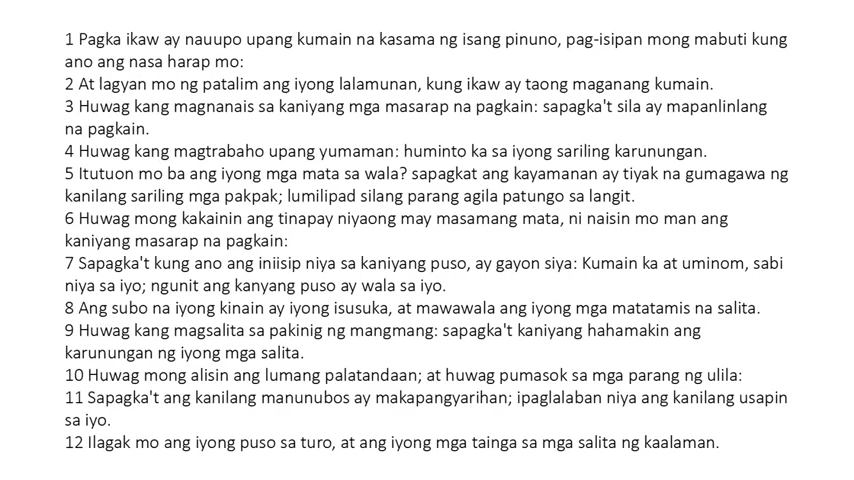 1 Pagka ikaw ay nauupo upang kumain na kasama ng isang pinuno, pag-isipan mong mabuti kung
ano ang nasa harap mo:
2 At lagyan mo ng patalim ang iyong lalamunan, kung ikaw ay taong maganang kumain.
3 Huwag kang magnanais sa kaniyang mga masarap na pagkain: sapagka't sila ay mapanlinlang
na pagkain.
4 Huwag kang magtrabaho upang yumaman: huminto ka sa iyong sariling karunungan.
5 Itutuon mo ba ang iyong mga mata sa wala? sapagkat ang kayamanan ay tiyak na gumagawa ng
kanilang sariling mga pakpak; lumilipad silang parang agila patungo sa langit.
6 Huwag mong kakainin ang tinapay niyaong may masamang mata, ni naisin mo man ang
kaniyang masarap na pagkain:
7 Sapagka't kung ano ang iniisip niya sa kaniyang puso, ay gayon siya: Kumain ka at uminom, sabi
niya sa iyo; ngunit ang kanyang puso ay wala sa iyo.
8 Ang subo na iyong kinain ay iyong isusuka, at mawawala ang iyong mga matatamis na salita.
9 Huwag kang magsalita sa pakinig ng mangmang: sapagka't kaniyang hahamakin ang
karunungan ng iyong mga salita.
10 Huwag mong alisin ang lumang palatandaan; at huwag pumasok sa mga parang ng ulila:
11 Sapagka't ang kanilang manunubos ay makapangyarihan; ipaglalaban niya ang kanilang usapin
sa iyo.
12 Ilagak mo ang iyong puso sa turo, at ang iyong mga tainga sa mga salita ng kaalaman.